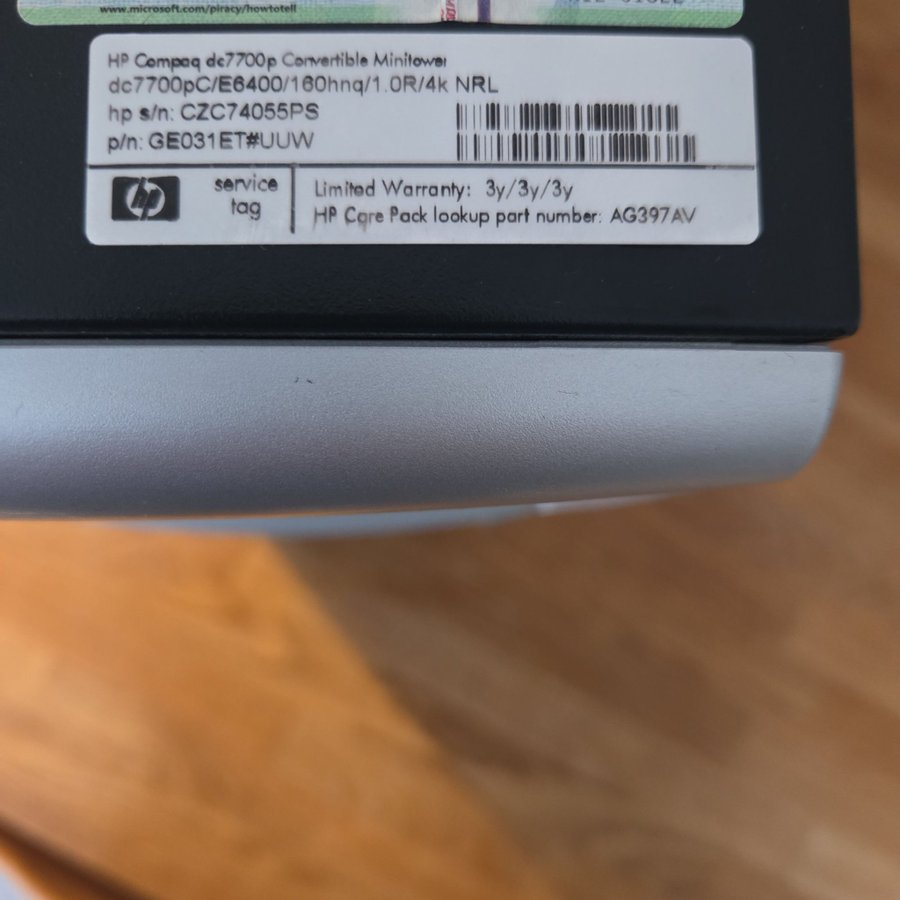 www.microsoft.com/piracy/howtotell
HP Compaq dc7700p Convertible Minitower
dc7700pC/E6400/160hnq/1.0R/4k NRL
hp s/n: CZC74055PS
p/n: GE031ET#UUW
hp
service
tag
Limited Warranty: 3y/3y/3y
HP Care Pack lookup part number: AG397AV